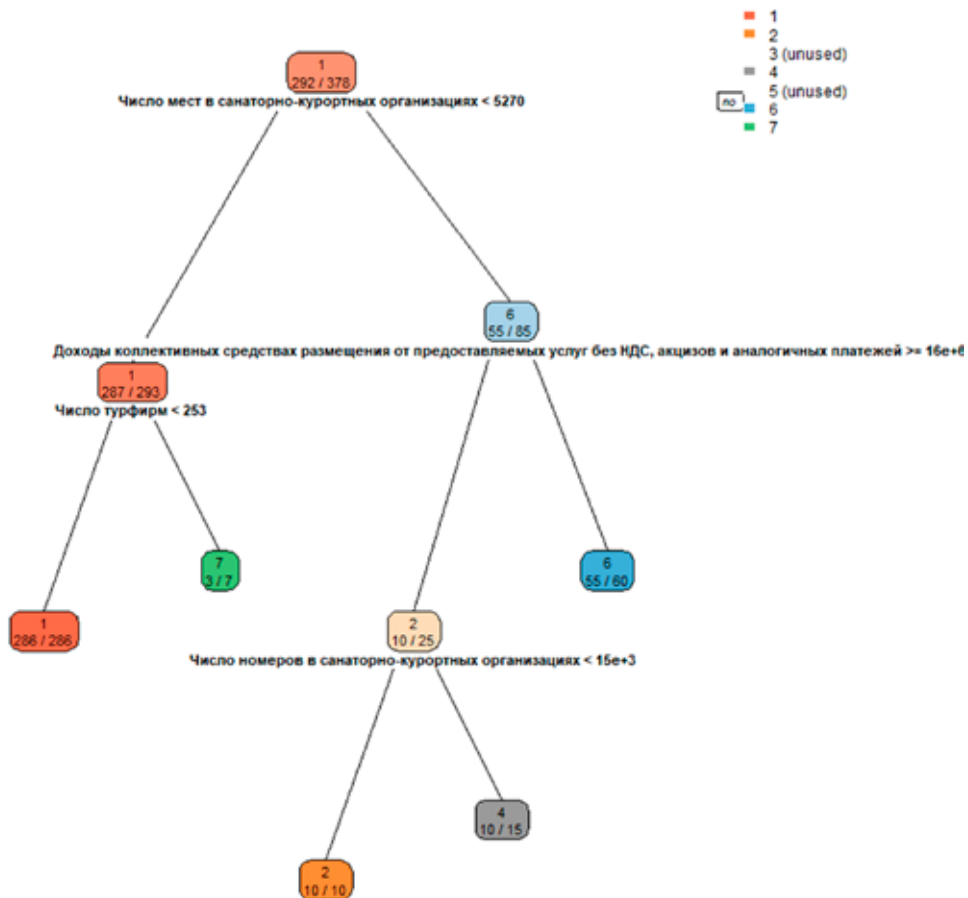 1
2
3 (unused)
4
5 (unused)
6
7
no
1
292 / 378
Число мест в санаторно-курортных организациях < 5270
6
55 / 85
Доходы коллективных средствах размещения от предоставляемых услуг без НДС, акцизов и аналогичных платежей >= 16e+6
1
287 / 293
Число турфирм < 253
7
3 / 7
6
55 / 60
1
286 / 286
2
10 / 25
Число номеров в санаторно-курортных организациях < 15e+3
4
10 / 15
2
10 / 10